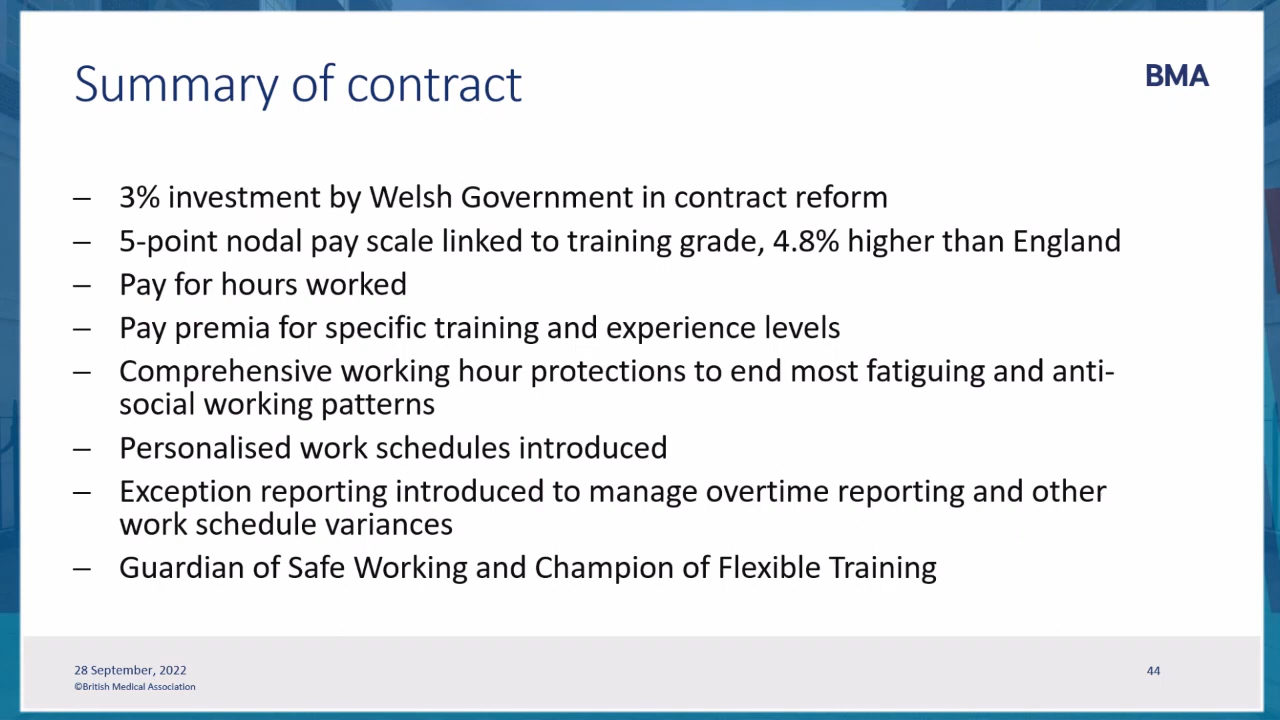 Summary of contract
BMA
– 3% investment by Welsh Government in contract reform
– 5-point nodal pay scale linked to training grade, 4.8% higher than England
– Pay for hours worked
– Pay premia for specific training and experience levels
– Comprehensive working hour protections to end most fatiguing and anti-
social working patterns
– Personalised work schedules introduced
– Exception reporting introduced to manage overtime reporting and other
work schedule variances
– Guardian of Safe Working and Champion of Flexible Training
28 September, 2022
©British Medical Association
44